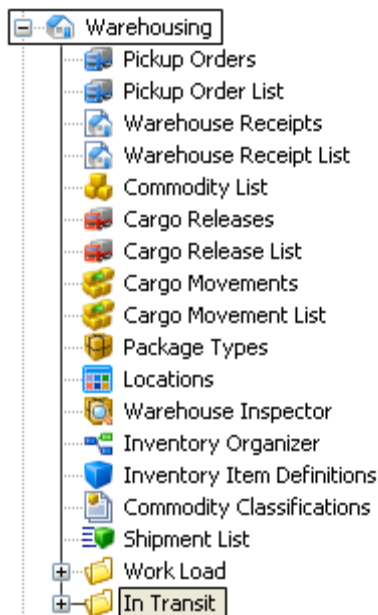 Warehousing
Pickup Orders
Pickup Order List
Warehouse Receipts
Warehouse Receipt List
Commodity List
Cargo Releases
Cargo Release List
Cargo Movements
Cargo Movement List
Package Types
Locations
Warehouse Inspector
Inventory Organizer
Inventory Item Definitions
Commodity Classifications
Shipment List
Work Load
In Transit